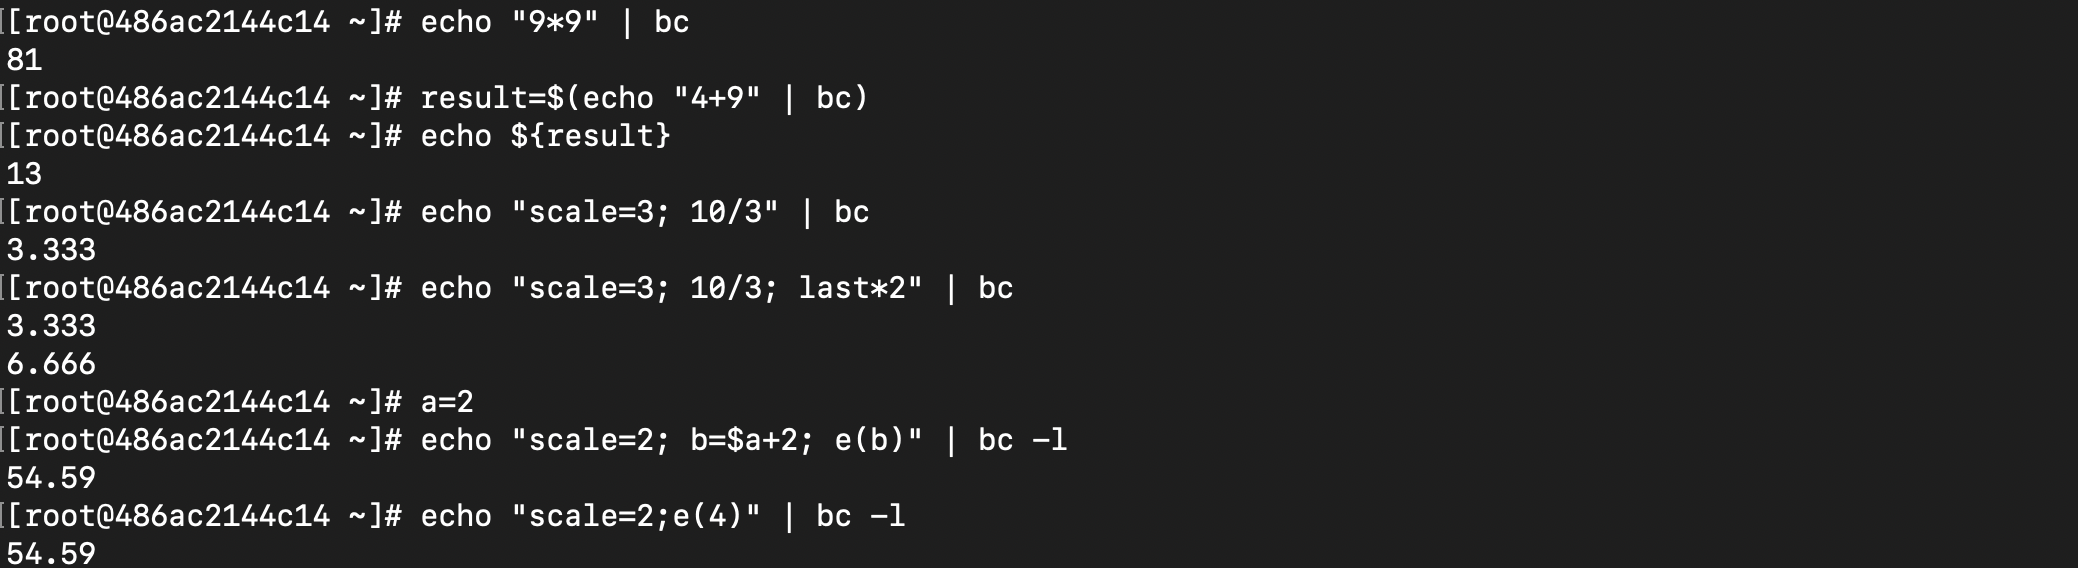 [[root@486ac2144c14 ~]# echo "9*9" | bc
81
[[root@486ac2144c14 ~]# result=$(echo "4+9" | bc)
[[root@486ac2144c14 ~]# echo ${result}
13
[[root@486ac2144c14 ~]# echo "scale=3; 10/3" | bc
3.333
[[root@486ac2144c14 ~]# echo "scale=3; 10/3; last*2" | bc
3.333
6.666
[[root@486ac2144c14 ~]# a=2
[[root@486ac2144c14 ~]# echo "scale=2; b=$a+2; e(b)" | bc -l
54.59
[[root@486ac2144c14 ~]# echo "scale=2;e(4)" | bc -l
54.59